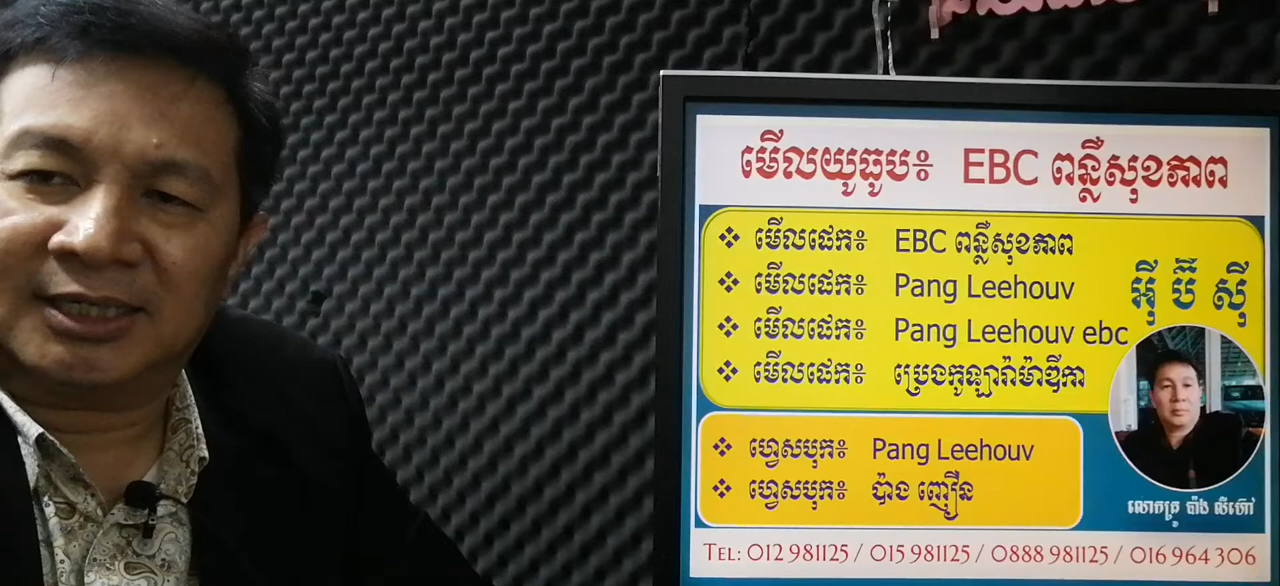 មើលយូធូប៖ EBC ពន្លឺសុខភាព
❖ មើលផេក៖ EBC ពន្លឺសុខភាព
❖ មើលផេក៖ Pang Leehouv
❖ មើលផេក៖ Pang Leehouv ebc
❖ មើលផេក៖ ប្រេងកូឡារ៉ាម៉ាឌីកា
អ៊ី ប៊ី ស៊ី
❖ ហ្វេសបុក៖ Pang Leehouv
❖ ហ្វេសបុក៖ ប៉ាង ញឿន
លោកគ្រូ ប៉ាង លីហ៊ៅ
TEL: 012 981125 / 015 981125 / 0888 981125 / 016 964 306